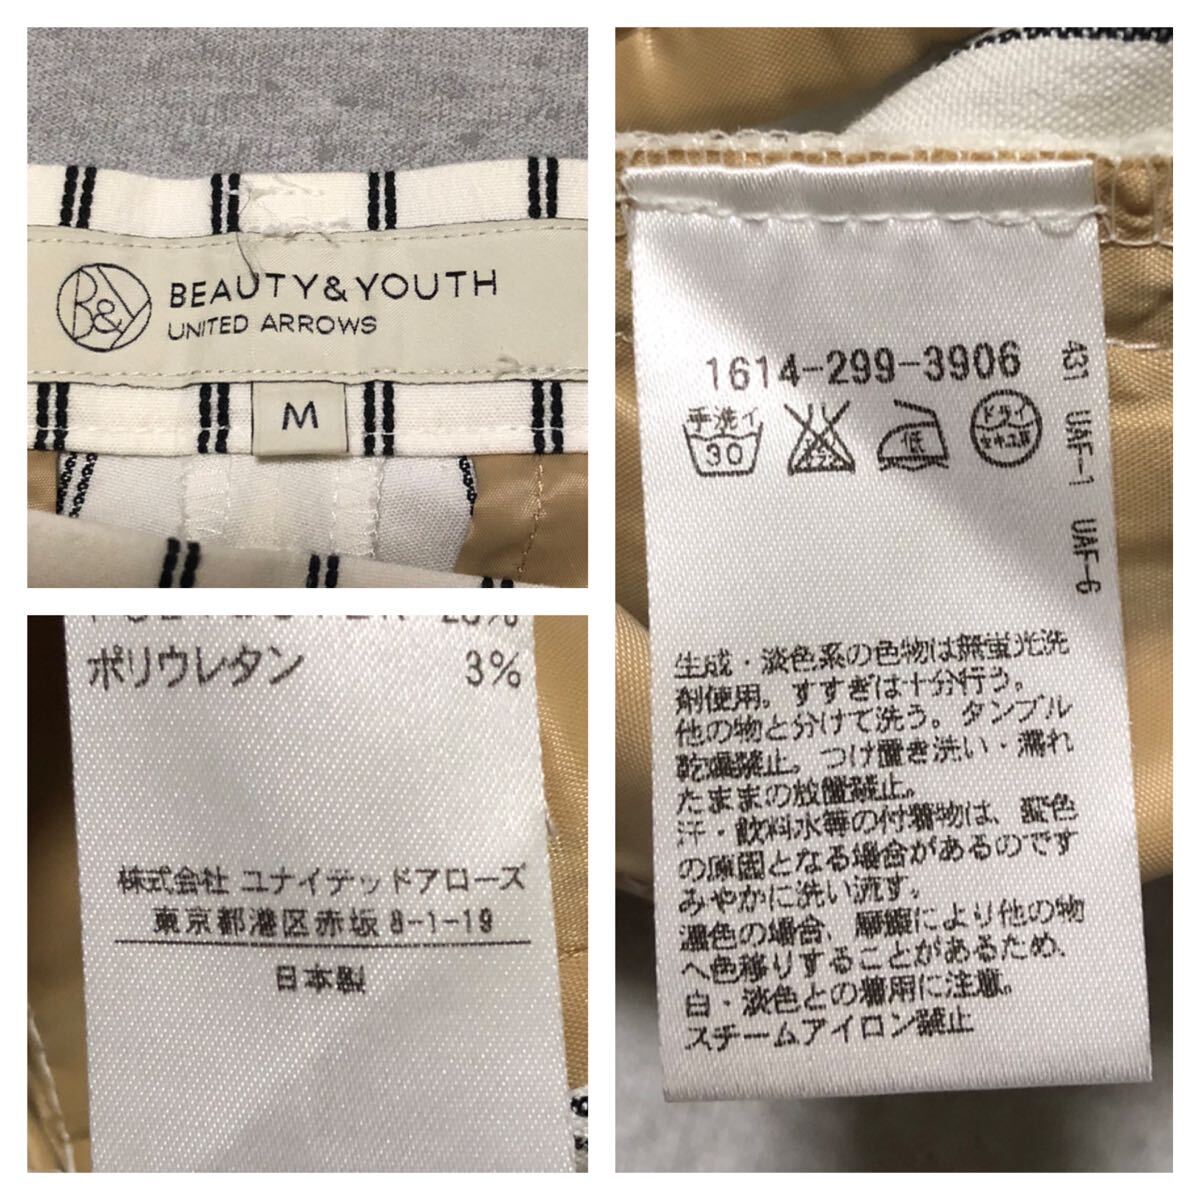 B&Y
BEAUTY&YOUTH
UNITED ARROWS
M
ポリウレタン 3%
株式会社 ユナイテッドアローズ
東京都港区赤坂8-1-19
日本製
1614-299-3906
431 UAF-1 UAF-6
手洗イ
30
低
ドライ
生成・淡色系の色物は無蛍光洗
剤使用。すすぎは十分行う。
他の物と分けて洗う。タンブル
乾燥禁止。つけ置き洗い・濡れ
たままの放置禁止。
汗・飲料水等の付着物は、変色
の原因となる場合があるのです
みやかに洗い流す。
濃色の場合、摩擦により他の物
へ色移りすることがあるため、
白・淡色との着用に注意。
スチームアイロン禁止